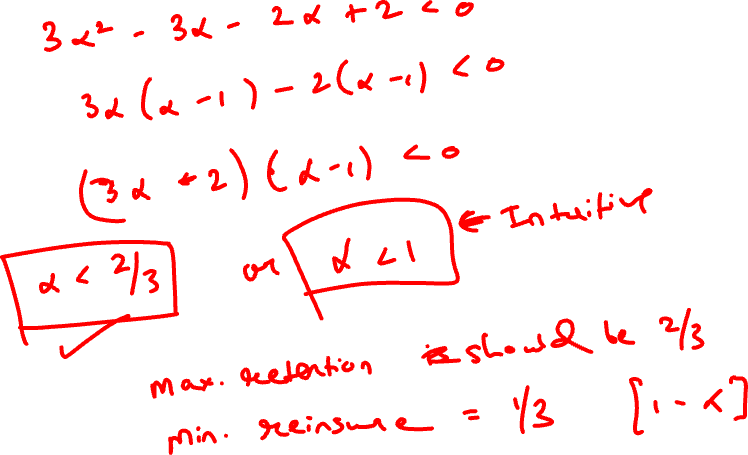 3α² - 3α - 2α + 2 < 0
3α (α - 1) - 2(α - 1) < 0
(3α - 2) (α - 1) < 0
← Intuitive
α < 2/3 or α < 1
max. retention should be 2/3
min. reinsure = 1/3 [1 - α]